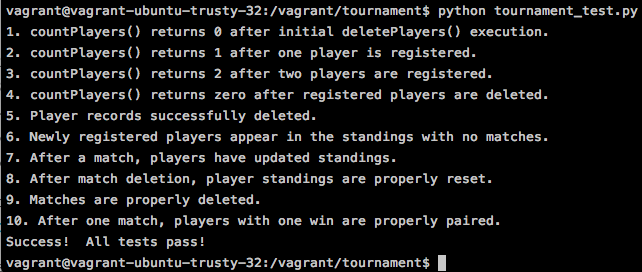 vagrant@vagrant-ubuntu-trusty-32:/vagrant/tournament$ python tournament_test.py
1. countPlayers() returns 0 after initial deletePlayers() execution.
2. countPlayers() returns 1 after one player is registered.
3. countPlayers() returns 2 after two players are registered.
4. countPlayers() returns zero after registered players are deleted.
5. Player records successfully deleted.
6. Newly registered players appear in the standings with no matches.
7. After a match, players have updated standings.
8. After match deletion, player standings are properly reset.
9. Matches are properly deleted.
10. After one match, players with one win are properly paired.
Success!  All tests pass!
vagrant@vagrant-ubuntu-trusty-32:/vagrant/tournament$